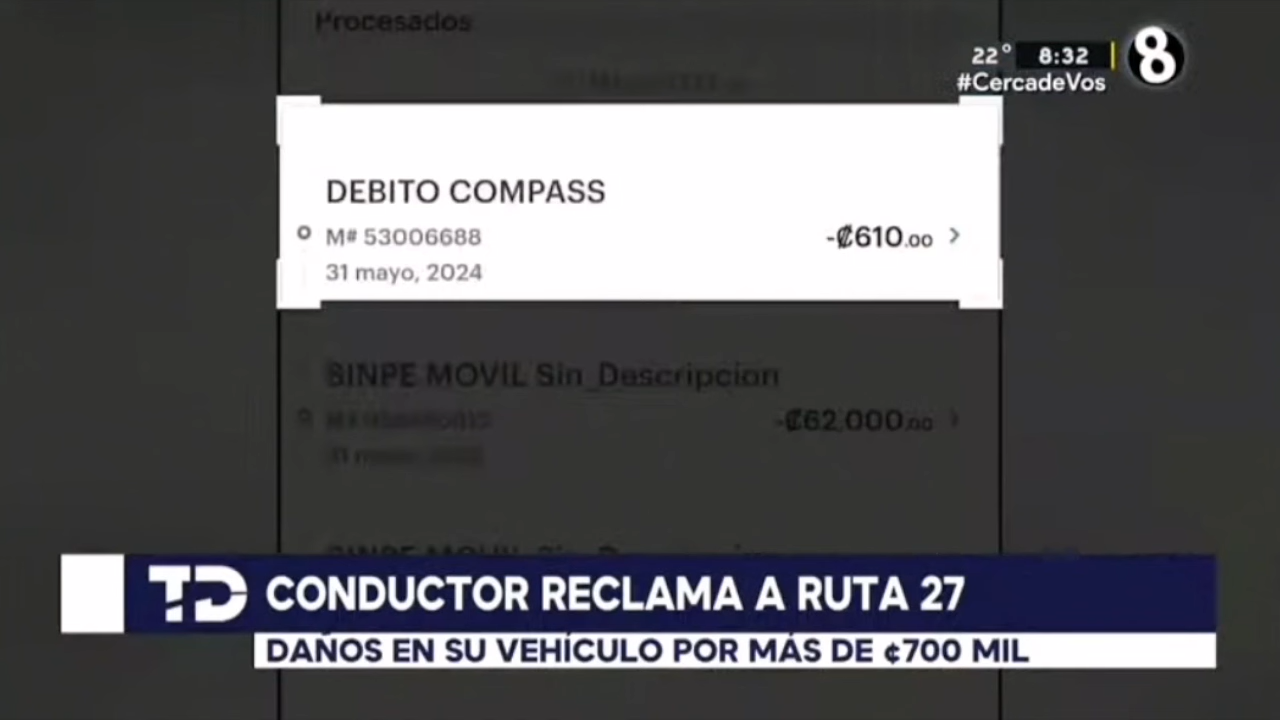 Procesados
22° 8:32
8
#CercadeVos
DEBITO COMPASS
M# 53006688
-₡610.00
31 mayo, 2024
SINPE MOVIL Sin_Descripcion
-₡62,000.00
TD CONDUCTOR RECLAMA A RUTA 27
DAÑOS EN SU VEHÍCULO POR MÁS DE ¢700 MIL